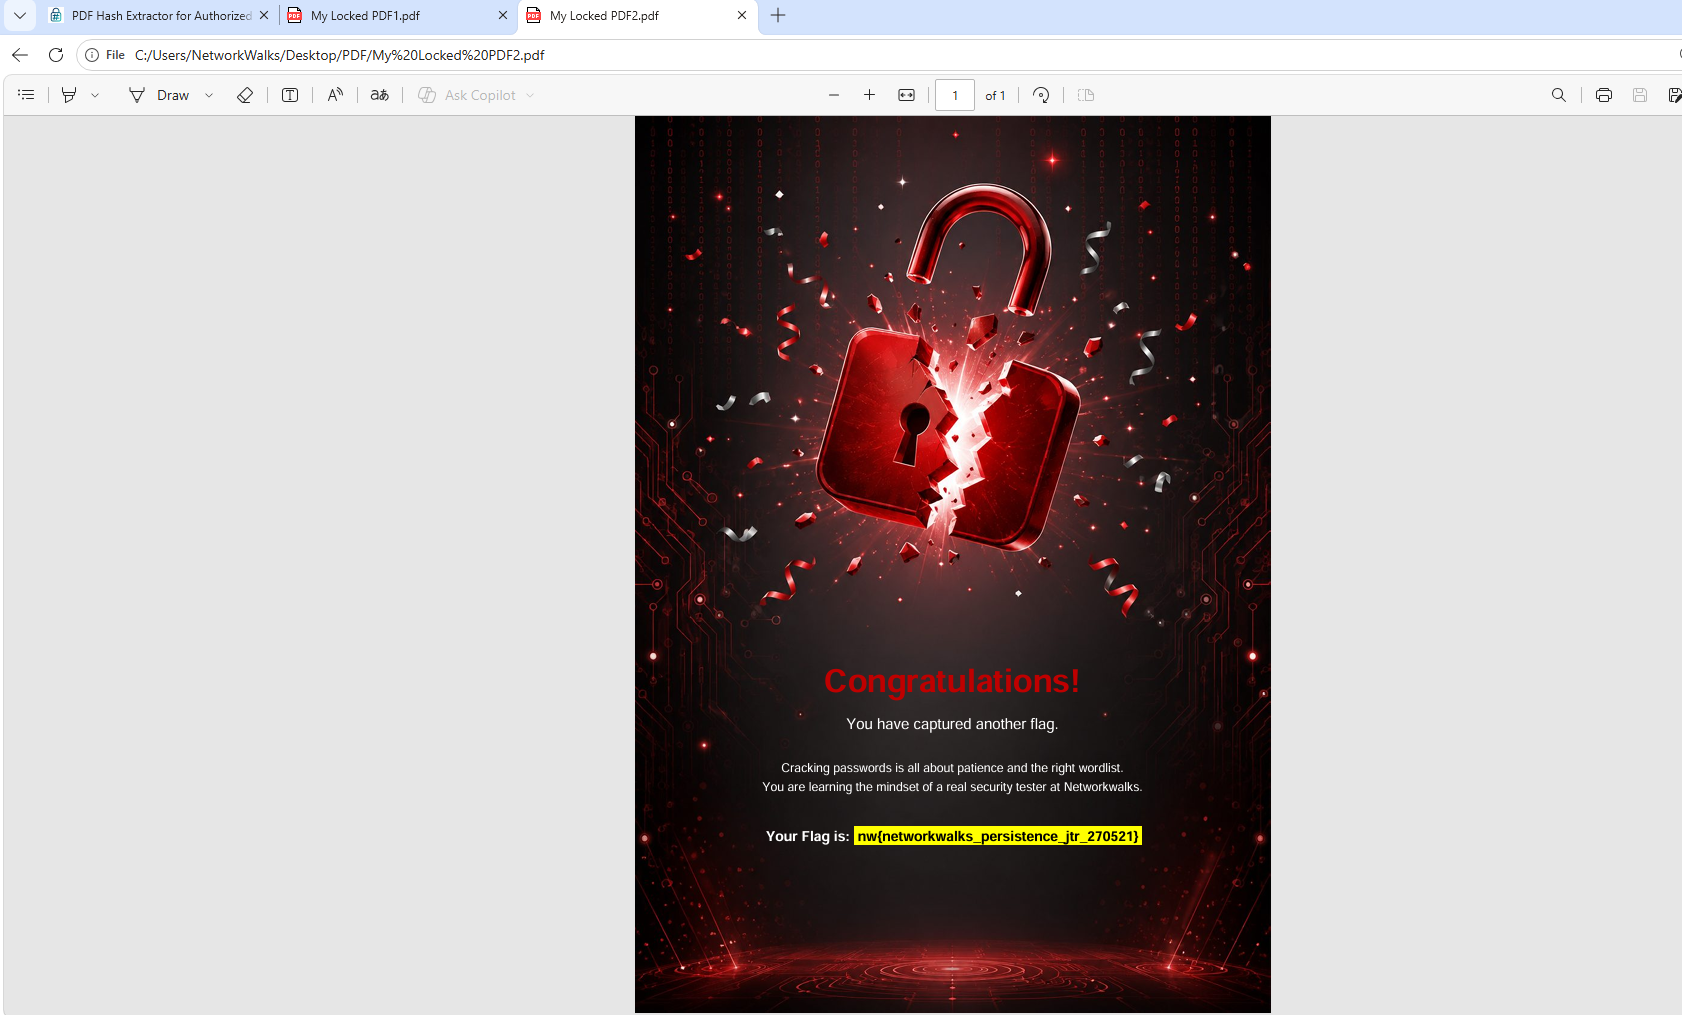 PDF Hash Extractor for Authorized
My Locked PDF1.pdf
My Locked PDF2.pdf
File C:/Users/NetworkWalks/Desktop/PDF/My%20Locked%20PDF2.pdf
Draw
Ask Copilot
1 of 1
Congratulations!
You have captured another flag.
Cracking passwords is all about patience and the right wordlist.
You are learning the mindset of a real security tester at Networkwalks.
Your Flag is: nw{networkwalks_persistence_jtr_270521}